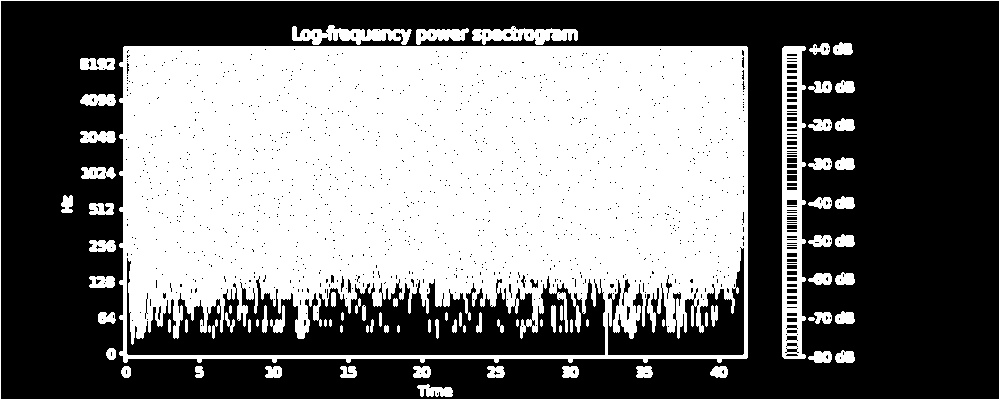 Log-frequency power spectrogram
8192
4096
2048
1024
512
256
128
64
0
Hz
0 5 10 15 20 25 30 35 40
Time
+0 dB
-10 dB
-20 dB
-30 dB
-40 dB
-50 dB
-60 dB
-70 dB
-80 dB